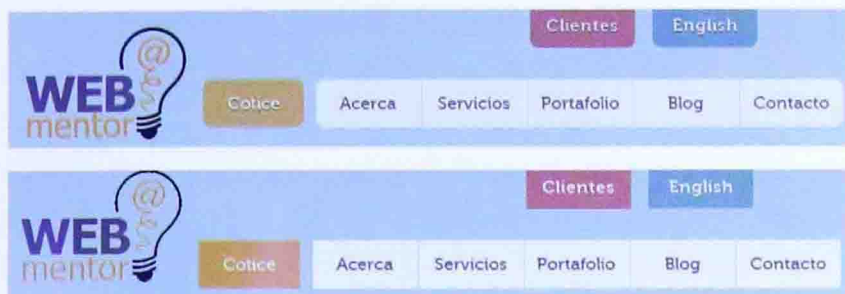 Clientes English
@
WEB
mentor
Cotice Acerca Servicios Portafolio Blog Contacto
Clientes English
@
WEB
mentor
Cotice Acerca Servicios Portafolio Blog Contacto